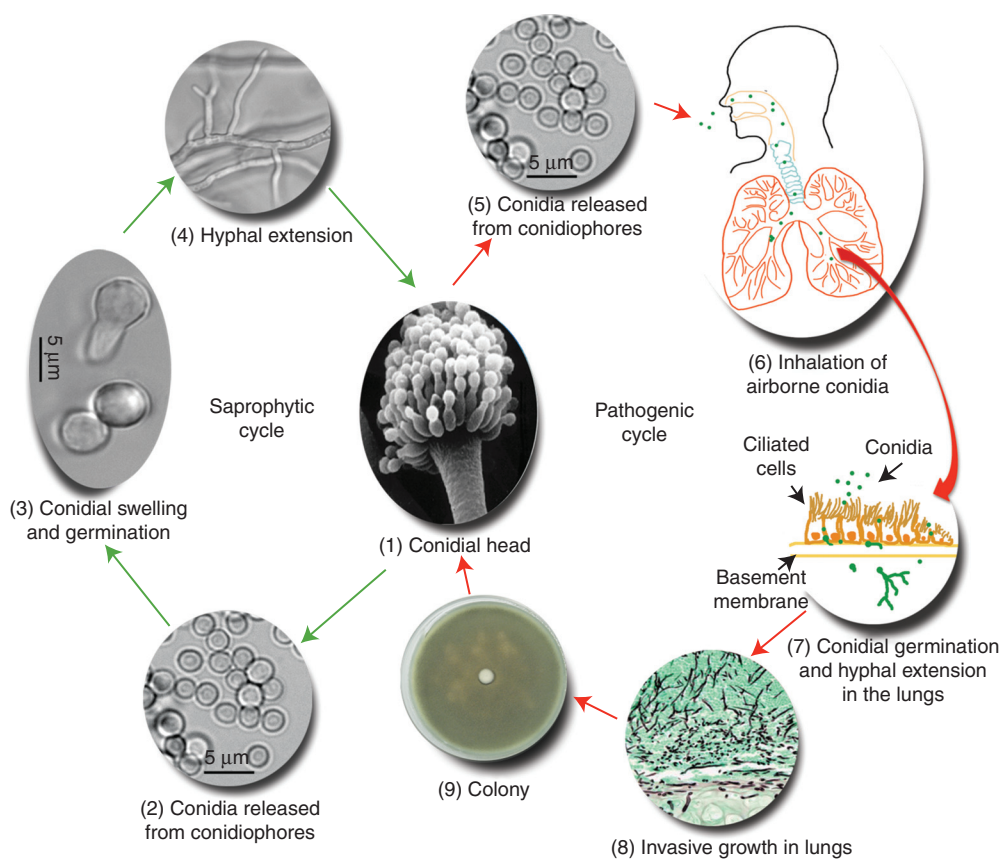 5 μm
(5) Conidia released
from conidiophores
(4) Hyphal extension
(6) Inhalation of
airborne conidia
5 μm
Saprophytic
cycle
Pathogenic
cycle
(3) Conidial swelling
and germination
(1) Conidial head
Ciliated
cells
Conidia
Basement
membrane
(7) Conidial germination
and hyphal extension
in the lungs
5 μm
(2) Conidia released
from conidiophores
(9) Colony
(8) Invasive growth in lungs